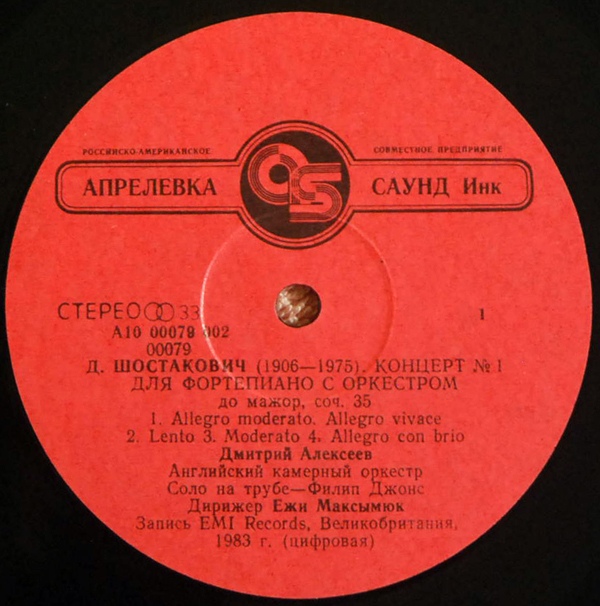 РОССИЙСКО-АМЕРИКАНСКОЕ СОВМЕСТНОЕ ПРЕДПРИЯТИЕ
АПРЕЛЕВКА САУНД Инк
СТЕРЕО 33 1
А10 00079 002
00079
Д. ШОСТАКОВИЧ (1906—1975). КОНЦЕРТ № 1
ДЛЯ ФОРТЕПИАНО С ОРКЕСТРОМ
до мажор, соч. 35
1. Allegro moderato. Allegro vivace
2. Lento 3. Moderato 4. Allegro con brio
Дмитрий Алексеев
Английский камерный оркестр
Соло на трубе—Филип Джонс
Дирижер Ежи Максымюк
Запись EMI Records, Великобритания,
1983 г. (цифровая)